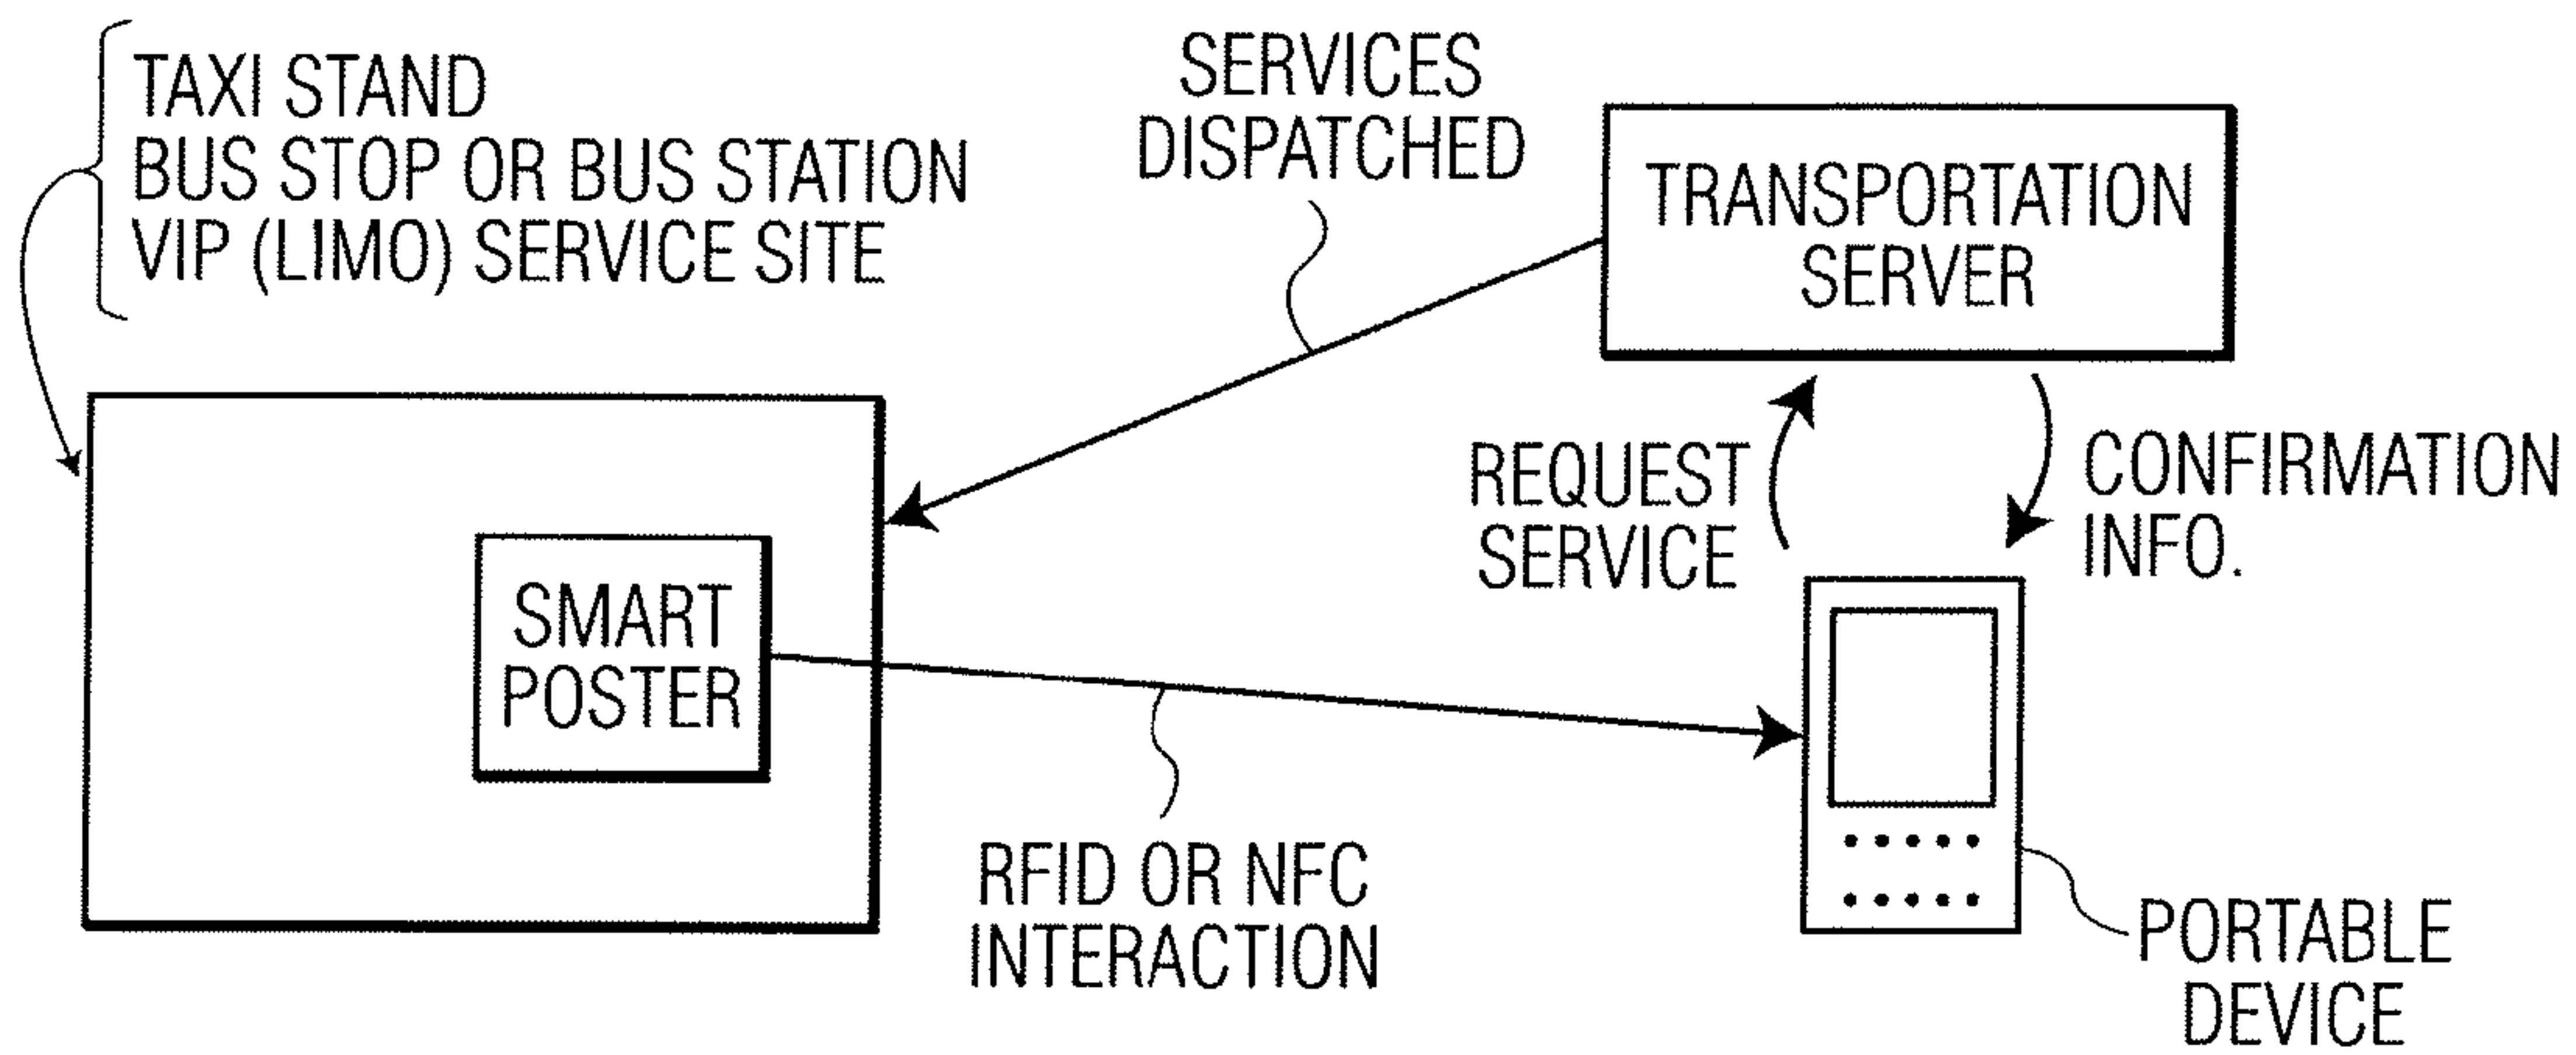 TAXI STAND
BUS STOP OR BUS STATION
VIP (LIMO) SERVICE SITE
SERVICES
DISPATCHED
TRANSPORTATION
SERVER
REQUEST
SERVICE
CONFIRMATION
INFO.
SMART
POSTER
RFID OR NFC
INTERACTION
PORTABLE
DEVICE